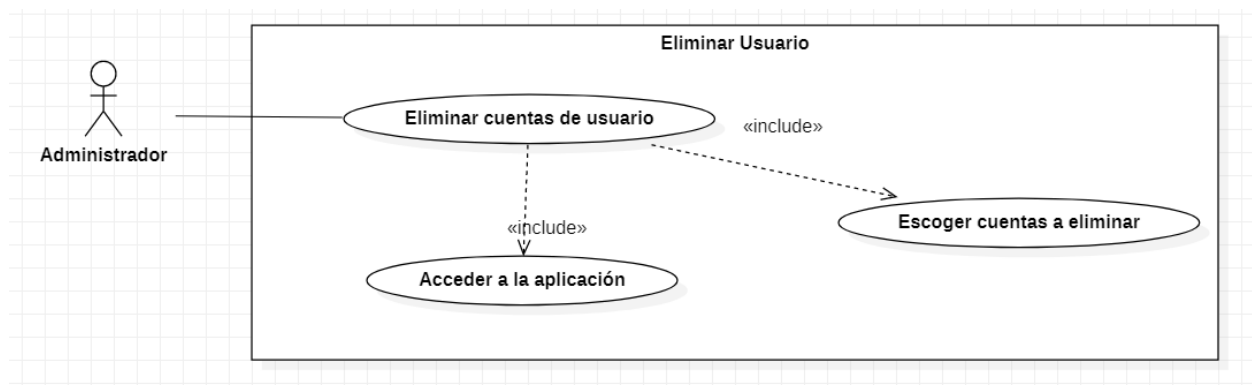 Eliminar Usuario
Eliminar cuentas de usuario
«include»
Administrador
Escoger cuentas a eliminar
«include»
Acceder a la aplicación